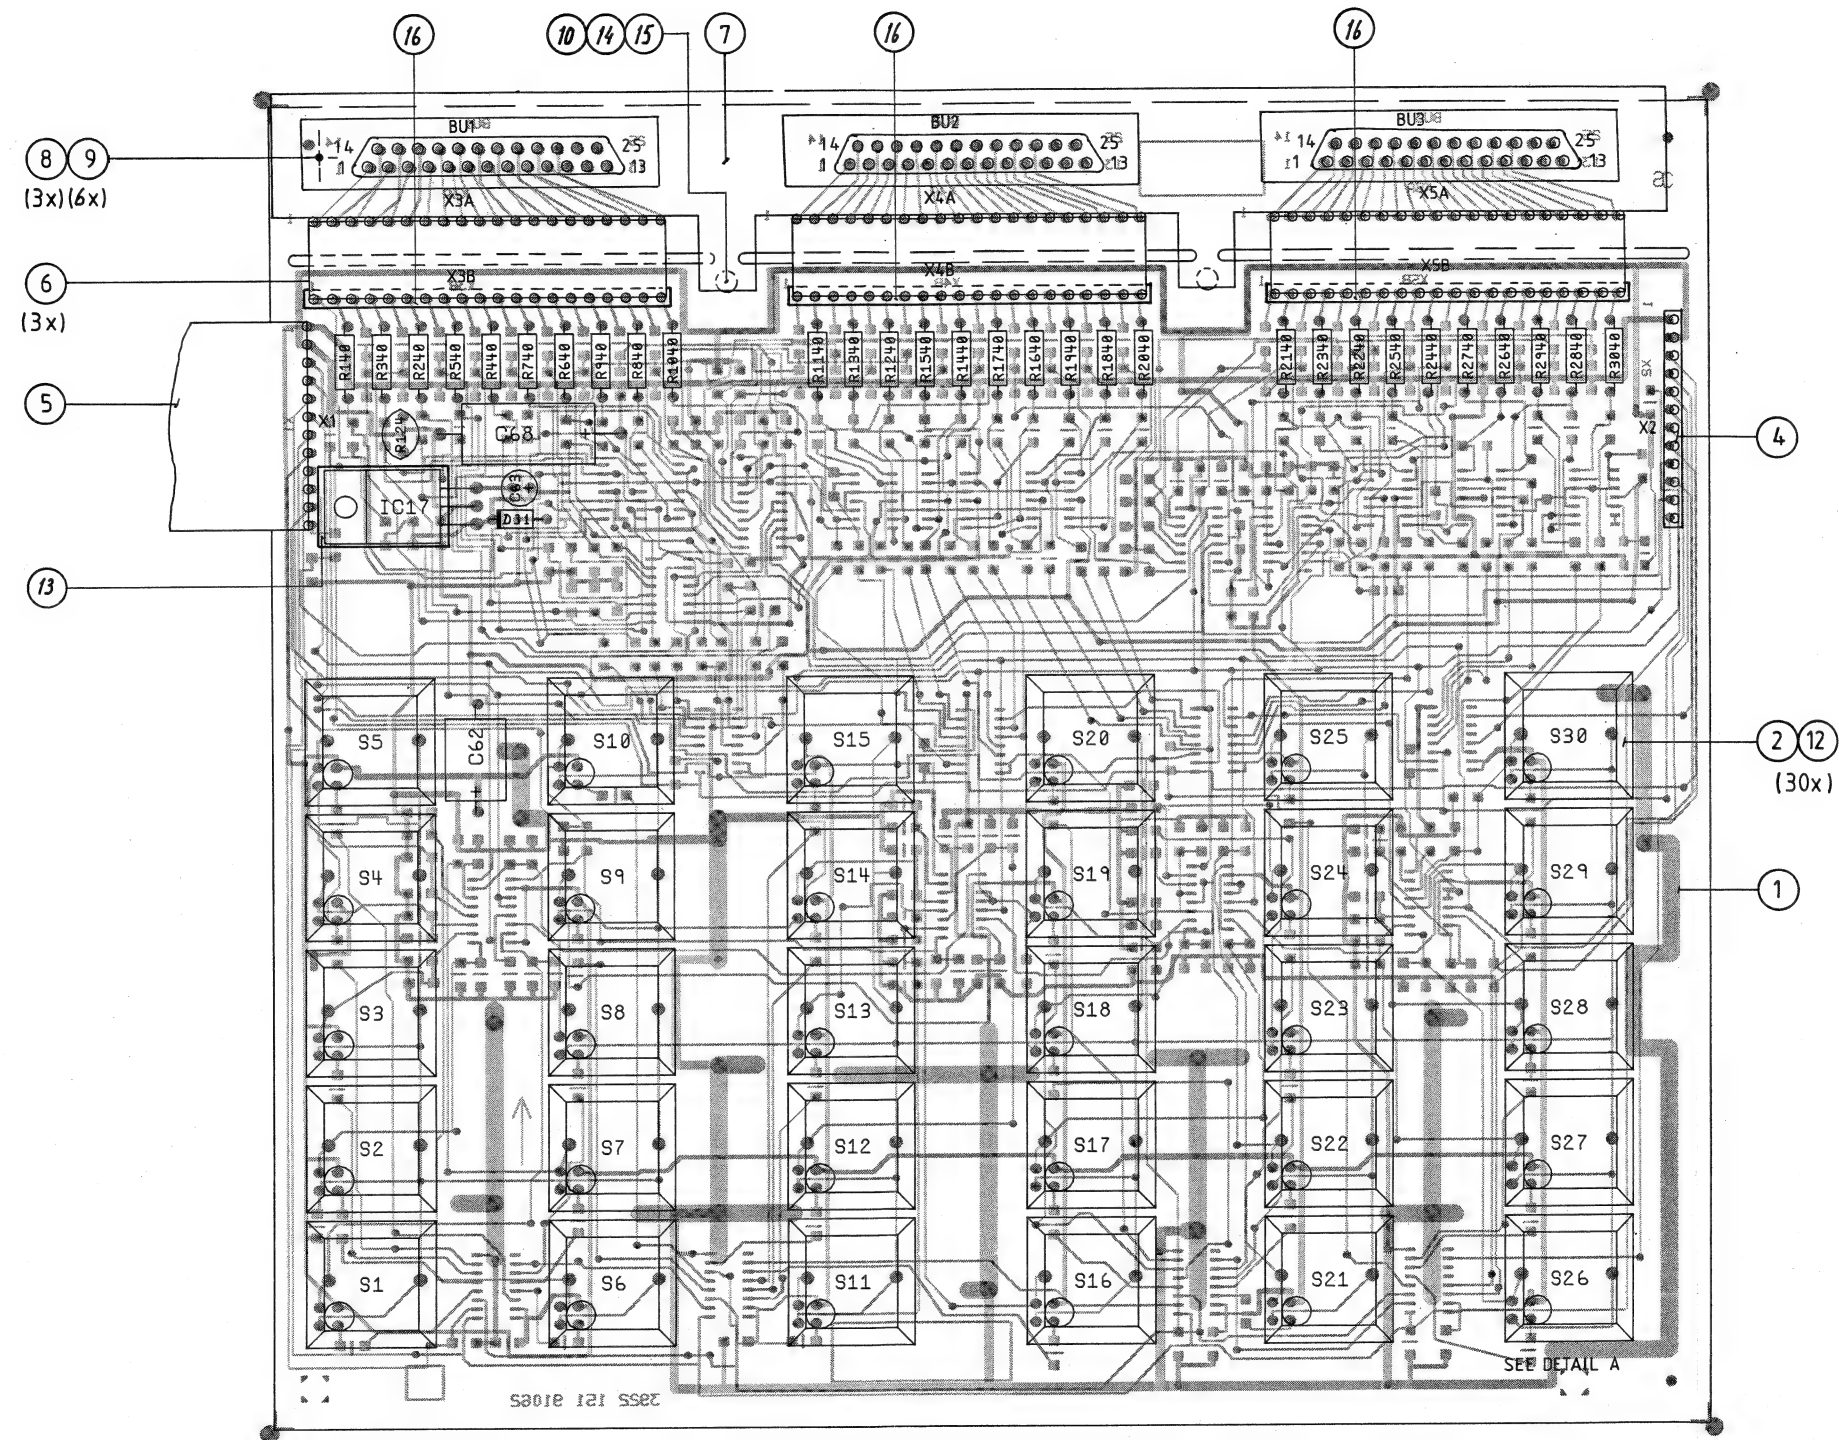 16 10 14 15 7 16 16
BU1 BU2 BU3
8 9 14 25 14 25 14 25
1 13 1 13 1 13
(3x)(6x)
X3A X4A X5A
6 X3B X4B X5B
(3x)
R140 R340 R240 R540 R440 R740 R640 R940 R840 R1040 R1140 R1340 R1240 R1540 R1440 R1740 R1640 R1940 R1840 R2040 R2140 R2340 R2240 R2540 R2440 R2740 R2640 R2940 R2840 R3040
5 X1 R124 C68 X2 4
IC17 C63 D31
13
S5 C62 S10 S15 S20 S25 S30 2 12
(30x)
S4 S9 S14 S19 S24 S29 1
S3 S8 S13 S18 S23 S28
S2 S7 S12 S17 S22 S27
S1 S6 S11 S16 S21 S26
SEE DETAIL A
3922 151 91062